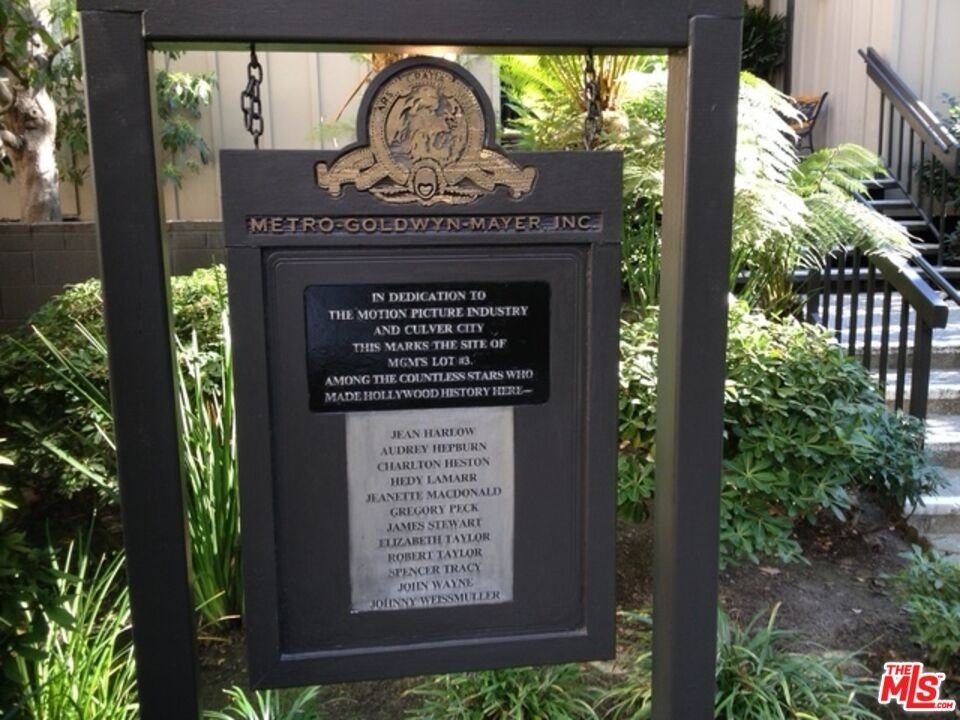 ARS GRATIA
METRO-GOLDWYN-MAYER, INC.
IN DEDICATION TO
THE MOTION PICTURE INDUSTRY
AND CULVER CITY
THIS MARKS THE SITE OF
MGM'S LOT #3.
AMONG THE COUNTLESS STARS WHO
MADE HOLLYWOOD HISTORY HERE—
JEAN HARLOW
AUDREY HEPBURN
CHARLTON HESTON
HEDY LAMARR
JEANETTE MACDONALD
GREGORY PECK
JAMES STEWART
ELIZABETH TAYLOR
ROBERT TAYLOR
SPENCER TRACY
JOHN WAYNE
JOHNNY WEISSMULLER
THE
MLS
.COM